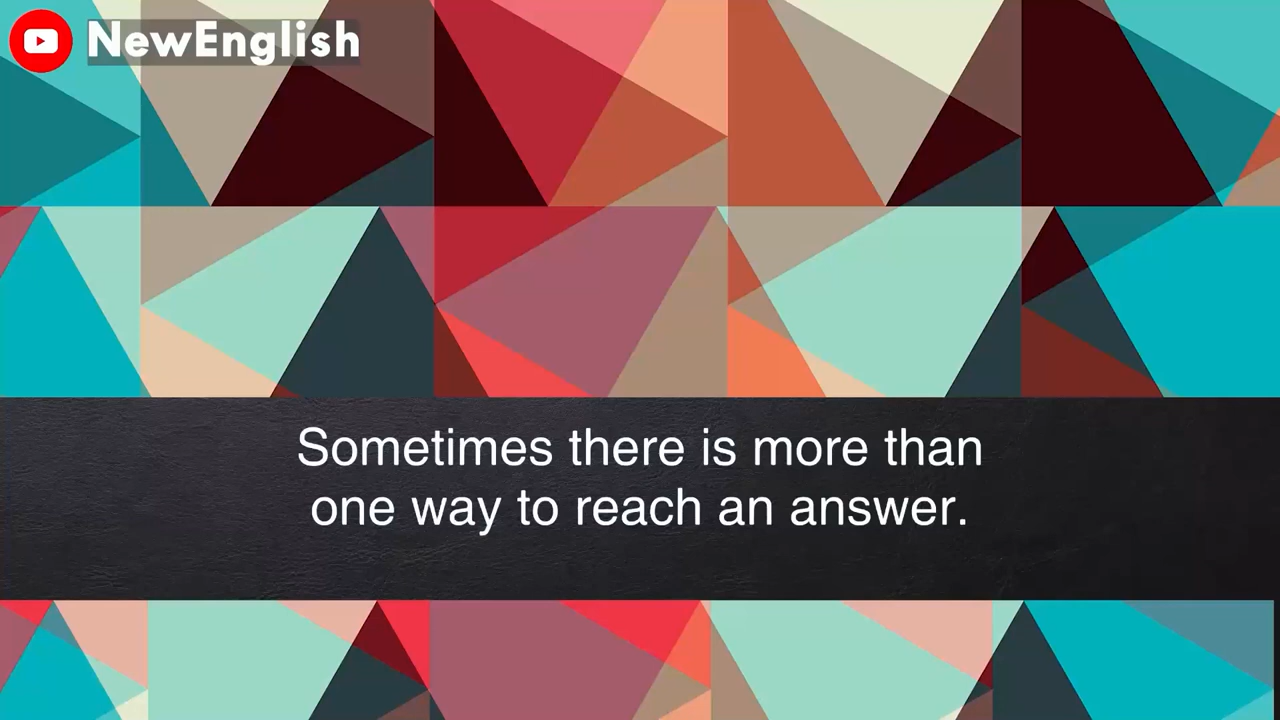 NewEnglish
Sometimes there is more than
one way to reach an answer.